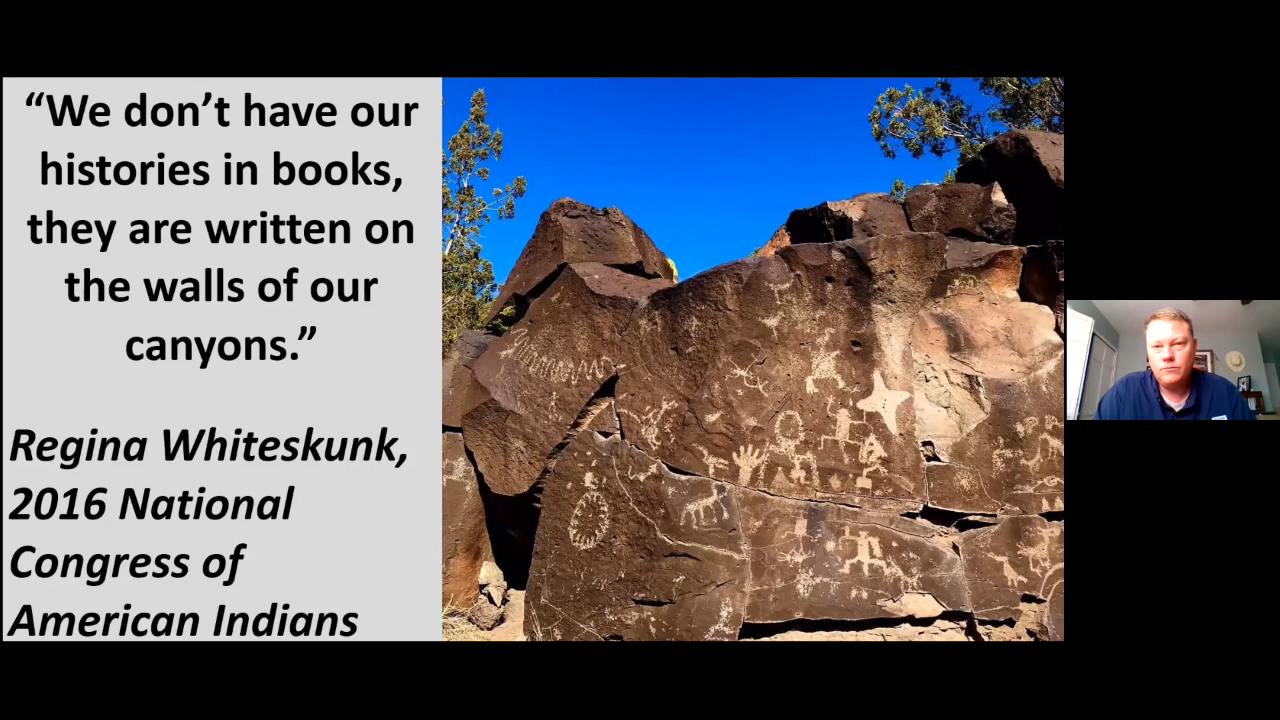 “We don’t have our
histories in books,
they are written on
the walls of our
canyons.”
Regina Whiteskunk,
2016 National
Congress of
American Indians